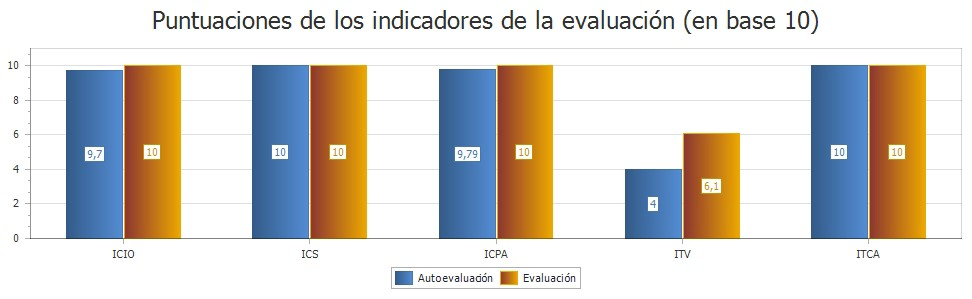 Puntuaciones de los indicadores de la evaluación (en base 10)
10
8
6
4
2
0
9,7
10
10
10
9,79
10
4
6,1
10
10
ICIO
ICS
ICPA
ITV
ITCA
Autoevaluación
Evaluación